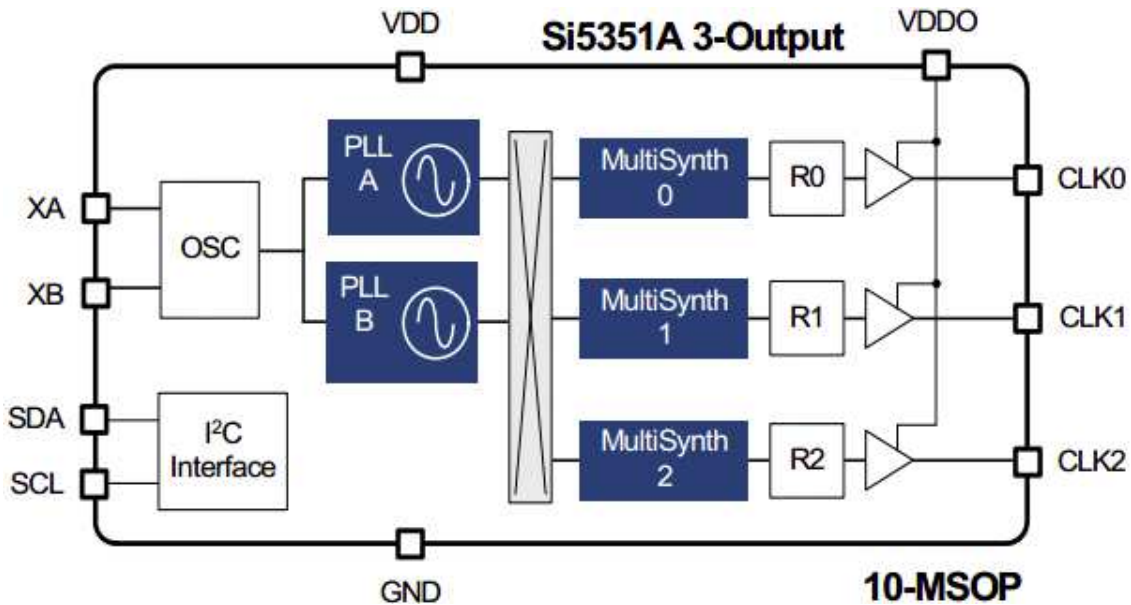 VDD
Si5351A 3-Output
VDDO
PLL
A
MultiSynth
0
R0
CLK0
XA
OSC
XB
PLL
B
MultiSynth
1
R1
CLK1
SDA
I²C
Interface
SCL
MultiSynth
2
R2
CLK2
GND
10-MSOP